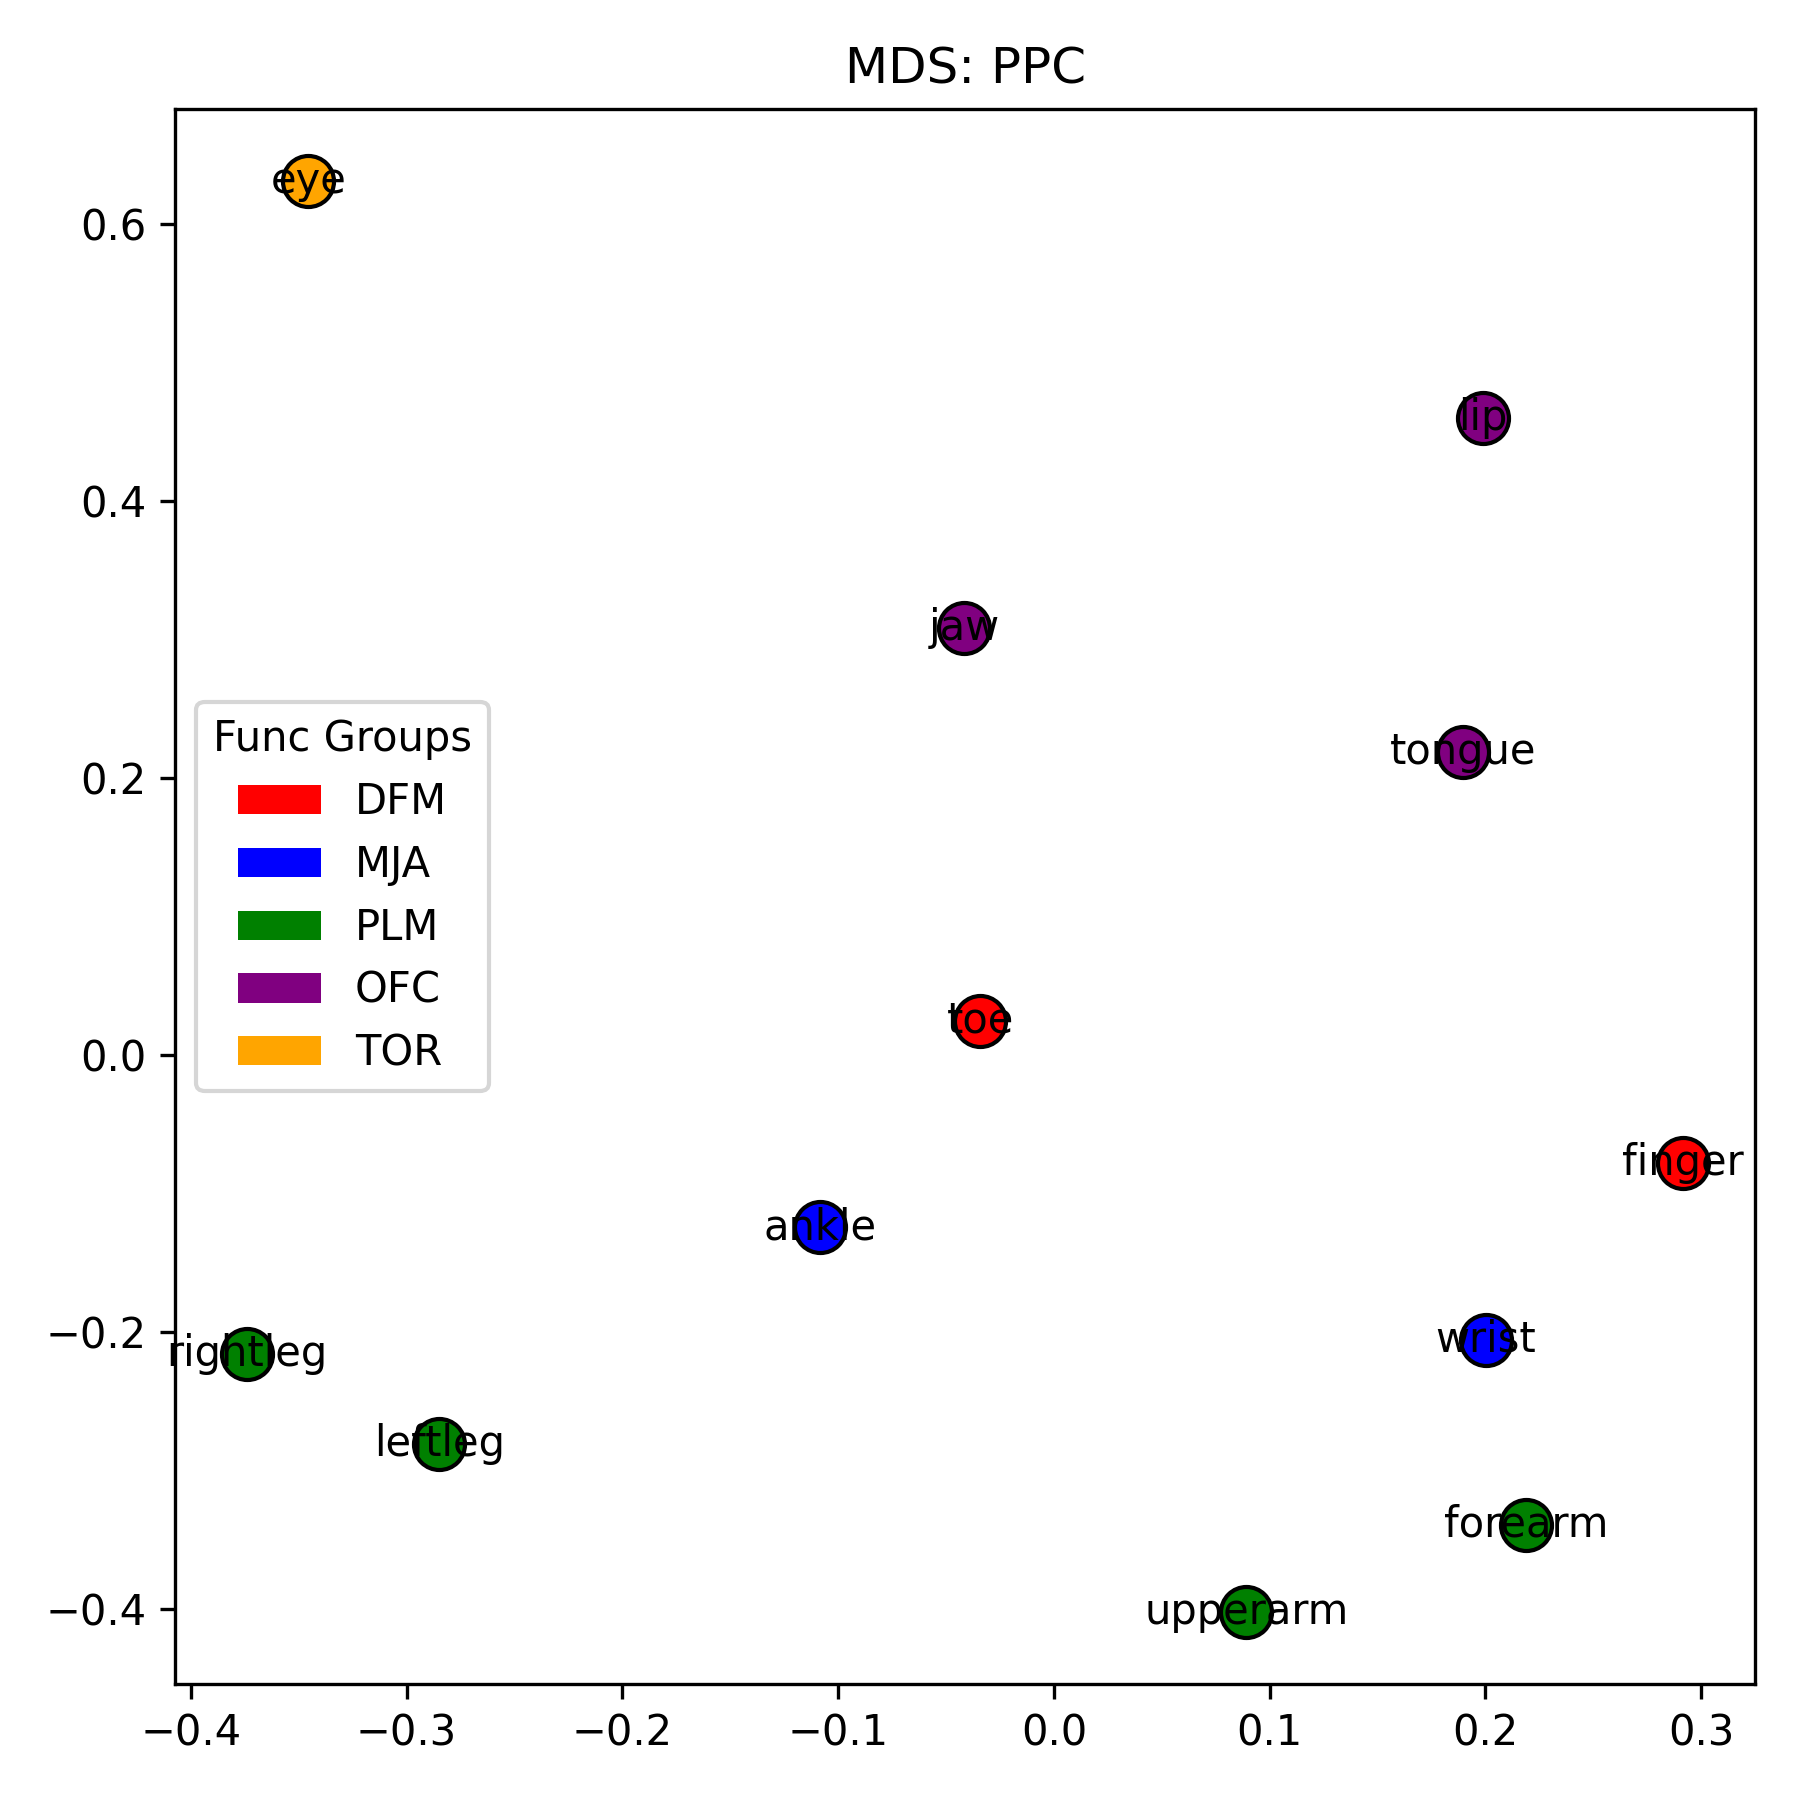 MDS: PPC
eye
0.6
lip
0.4
jaw
tongue
Func Groups
0.2
DFM
MJA
PLM
OFC
toe
TOR
0.0
finger
ankle
−0.2
wrist
rightleg
leftleg
forearm
−0.4
upperarm
−0.4 −0.3 −0.2 −0.1 0.0 0.1 0.2 0.3